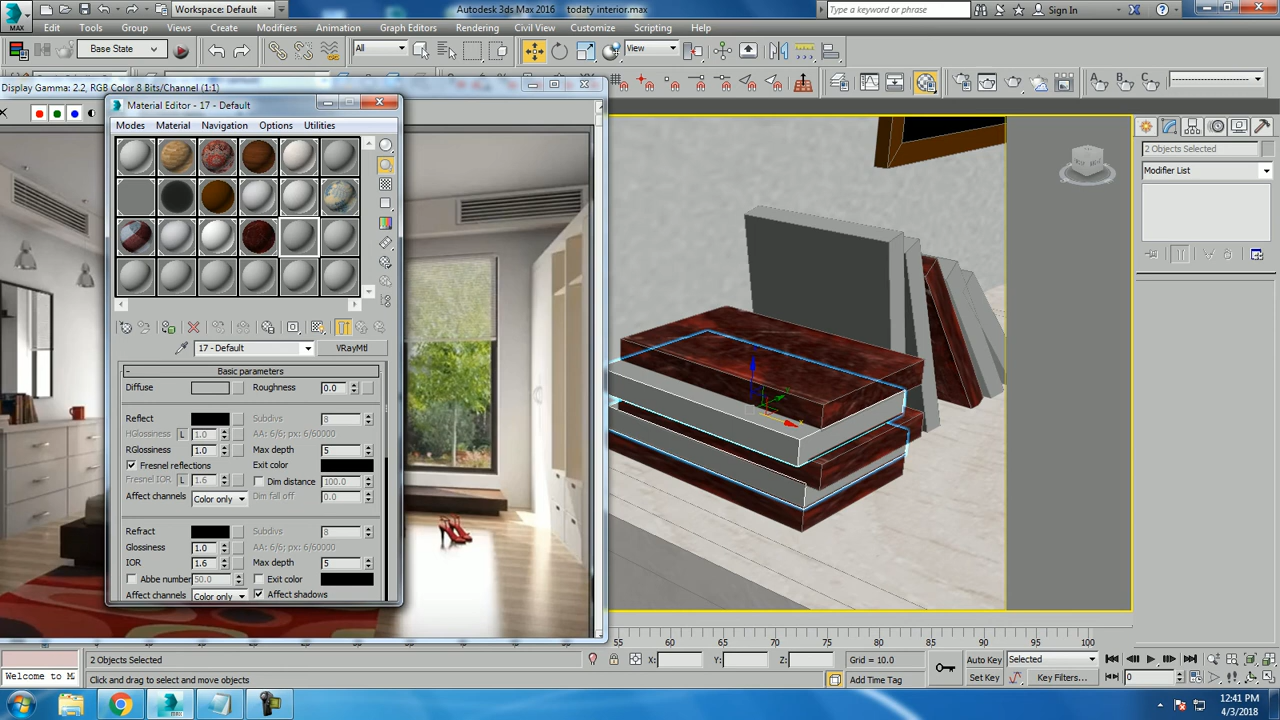 MAX
Workspace: Default
Autodesk 3ds Max 2016 todaty interior.max
Type a keyword or phrase
Sign In
Edit Tools Group Views Create Modifiers Animation Graph Editors Rendering Civil View Customize Scripting Help
Base State
All
View
Display Gamma: 2.2, RGB Color 8 Bits/Channel (1:1)
Material Editor - 17 - Default
Modes Material Navigation Options Utilities
17 - Default
VRayMtl
- Basic parameters
Diffuse
Roughness 0.0
Reflect
Subdivs 8
HGlossiness L 1.0
AA: 6/6; px: 6/60000
RGlossiness 1.0
Max depth 5
Fresnel reflections
Exit color
Fresnel IOR L 1.6
Dim distance 100.0
Affect channels Color only
Dim fall off 0.0
Refract
Subdivs 8
Glossiness 1.0
AA: 6/6; px: 6/60000
IOR 1.6
Max depth 5
Abbe number 50.0
Exit color
Affect channels Color only
Affect shadows
2 Objects Selected
Modifier List
55 60 65 70 75 80 85 90 95 100
2 Objects Selected
X: Y: Z:
Grid = 10.0
Auto Key
Selected
Welcome to M
Click and drag to select and move objects
Add Time Tag
Set Key
Key Filters...
0
12:41 PM
4/3/2018